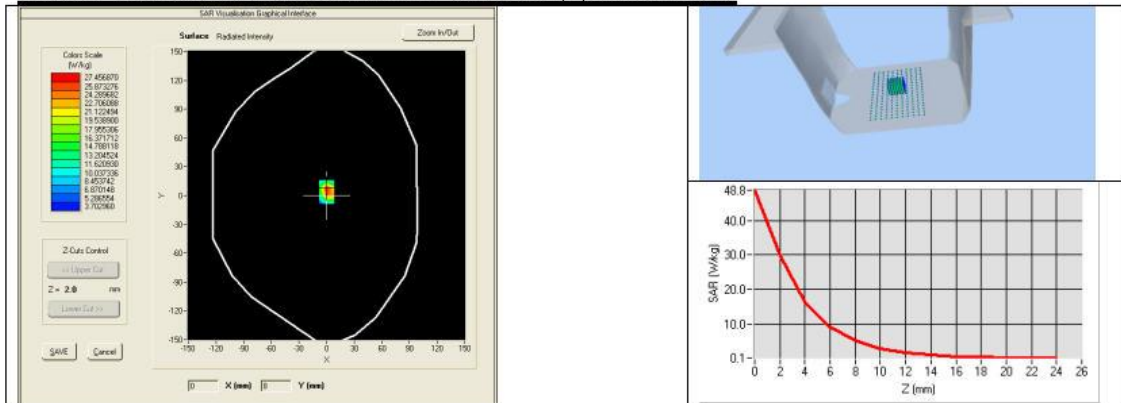 SAR Visualisation Graphical Interface
Surface Radiated Intensity
Zoom In/Out
Colors Scale
(W/kg)
27.456870
25.873276
24.289682
22.706088
21.122494
19.538900
17.955306
16.371712
14.788118
13.204524
11.620930
10.037336
8.453742
6.870148
5.286554
3.702960
150
120
90
60
30
0
-30
-60
-90
-120
-150
Y
-150 -120 -90 -60 -30 0 30 60 90 120 150
X
Z-Cuts Control
<< Upper Cut
Z = 2.0 mm
Lower Cut >>
SAVE Cancel
0 X (mm) 8 Y (mm)
48.8
40.0
30.0
20.0
10.0
0.1
SAR (W/kg)
0 2 4 6 8 10 12 14 16 18 20 22 24 26
Z (mm)